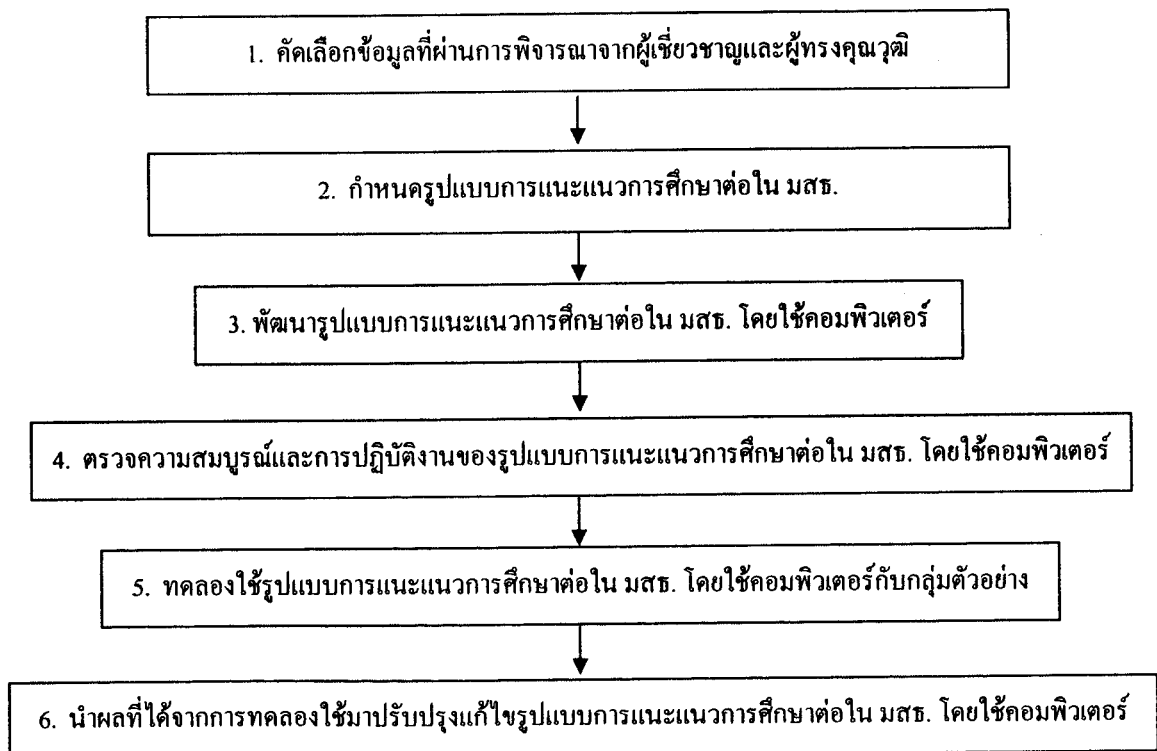 1. คัดเลือกข้อมูลที่ผ่านการพิจารณาจากผู้เชี่ยวชาญและผู้ทรงคุณวุฒิ
2. กำหนดรูปแบบการแนะแนวการศึกษาต่อใน มสธ.
3. พัฒนารูปแบบการแนะแนวการศึกษาต่อใน มสธ. โดยใช้คอมพิวเตอร์
4. ตรวจความสมบูรณ์และการปฏิบัติงานของรูปแบบการแนะแนวการศึกษาต่อใน มสธ. โดยใช้คอมพิวเตอร์
5. ทดลองใช้รูปแบบการแนะแนวการศึกษาต่อใน มสธ. โดยใช้คอมพิวเตอร์กับกลุ่มตัวอย่าง
6. นำผลที่ได้จากการทดลองใช้มาปรับปรุงแก้ไขรูปแบบการแนะแนวการศึกษาต่อใน มสธ. โดยใช้คอมพิวเตอร์